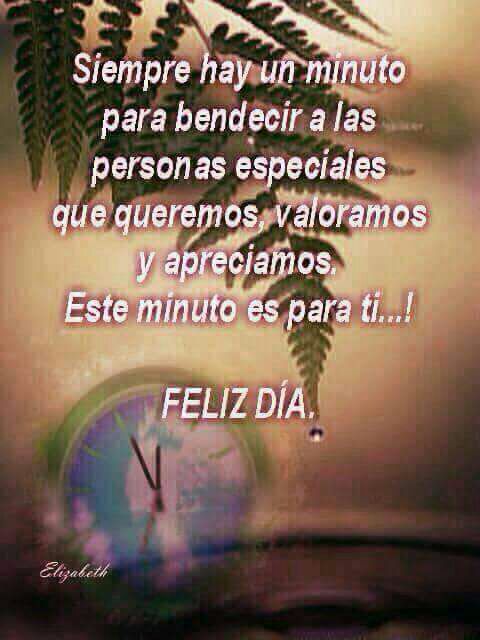 Siempre hay un minuto
para bendecir a las
personas especiales
que queremos, valoramos
y apreciamos.
Este minuto es para ti...!
FELIZ DÍA.
Elizabeth